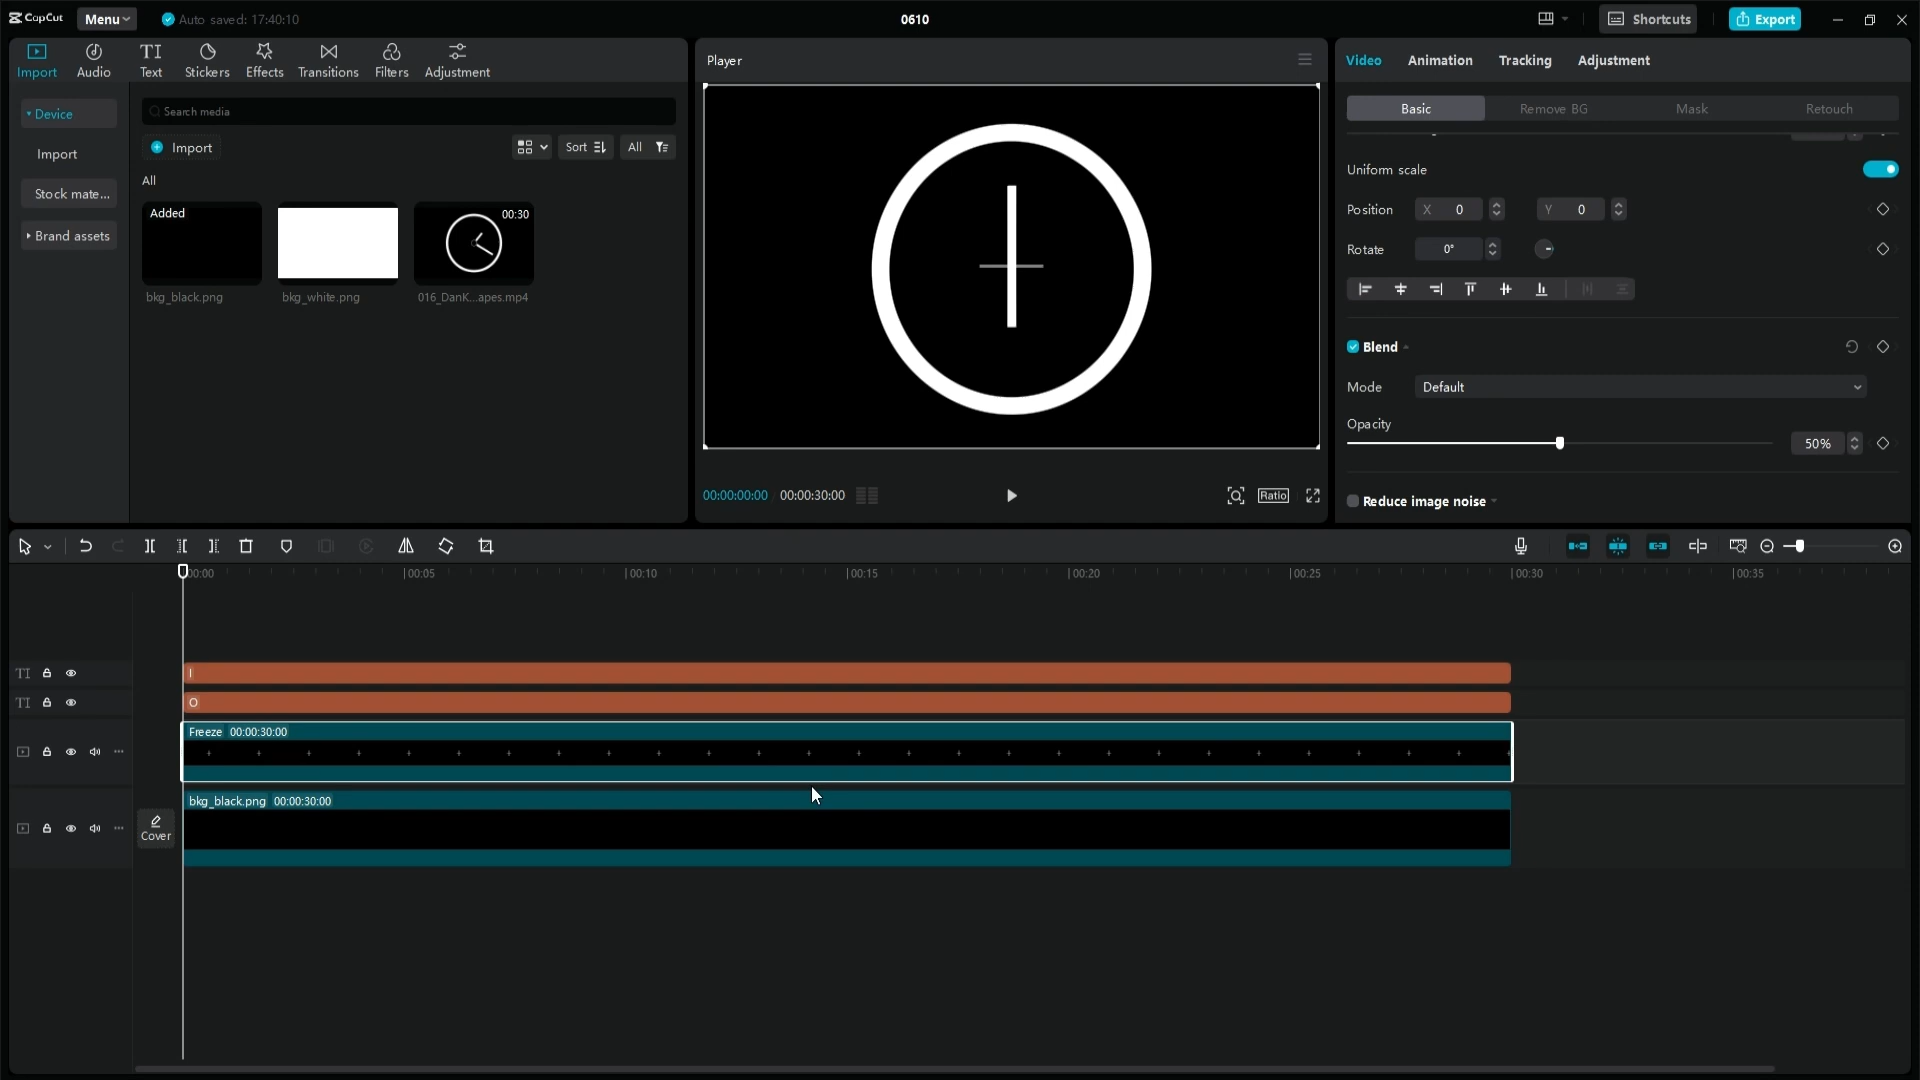 CapCut
Menu
Auto saved: 17:40:10
0610
Shortcuts
Export
Import
Audio
TI
Text
Stickers
Effects
Transitions
Filters
Adjustment
Device
Import
Stock mate...
Brand assets
Search media
Import
Sort
All
All
Added
00:30
bkg_black.png
bkg_white.png
016_DanK...apes.mp4
Player
00:00:00:00
00:00:30:00
Ratio
Video
Animation
Tracking
Adjustment
Basic
Remove BG
Mask
Retouch
Uniform scale
Position
X 0
Y 0
Rotate
0°
Blend
Mode
Default
Opacity
50%
Reduce image noise
00:00
00:05
00:10
00:15
00:20
00:25
00:30
00:35
TI
I
TI
O
Freeze 00:00:30:00
bkg_black.png 00:00:30:00
Cover